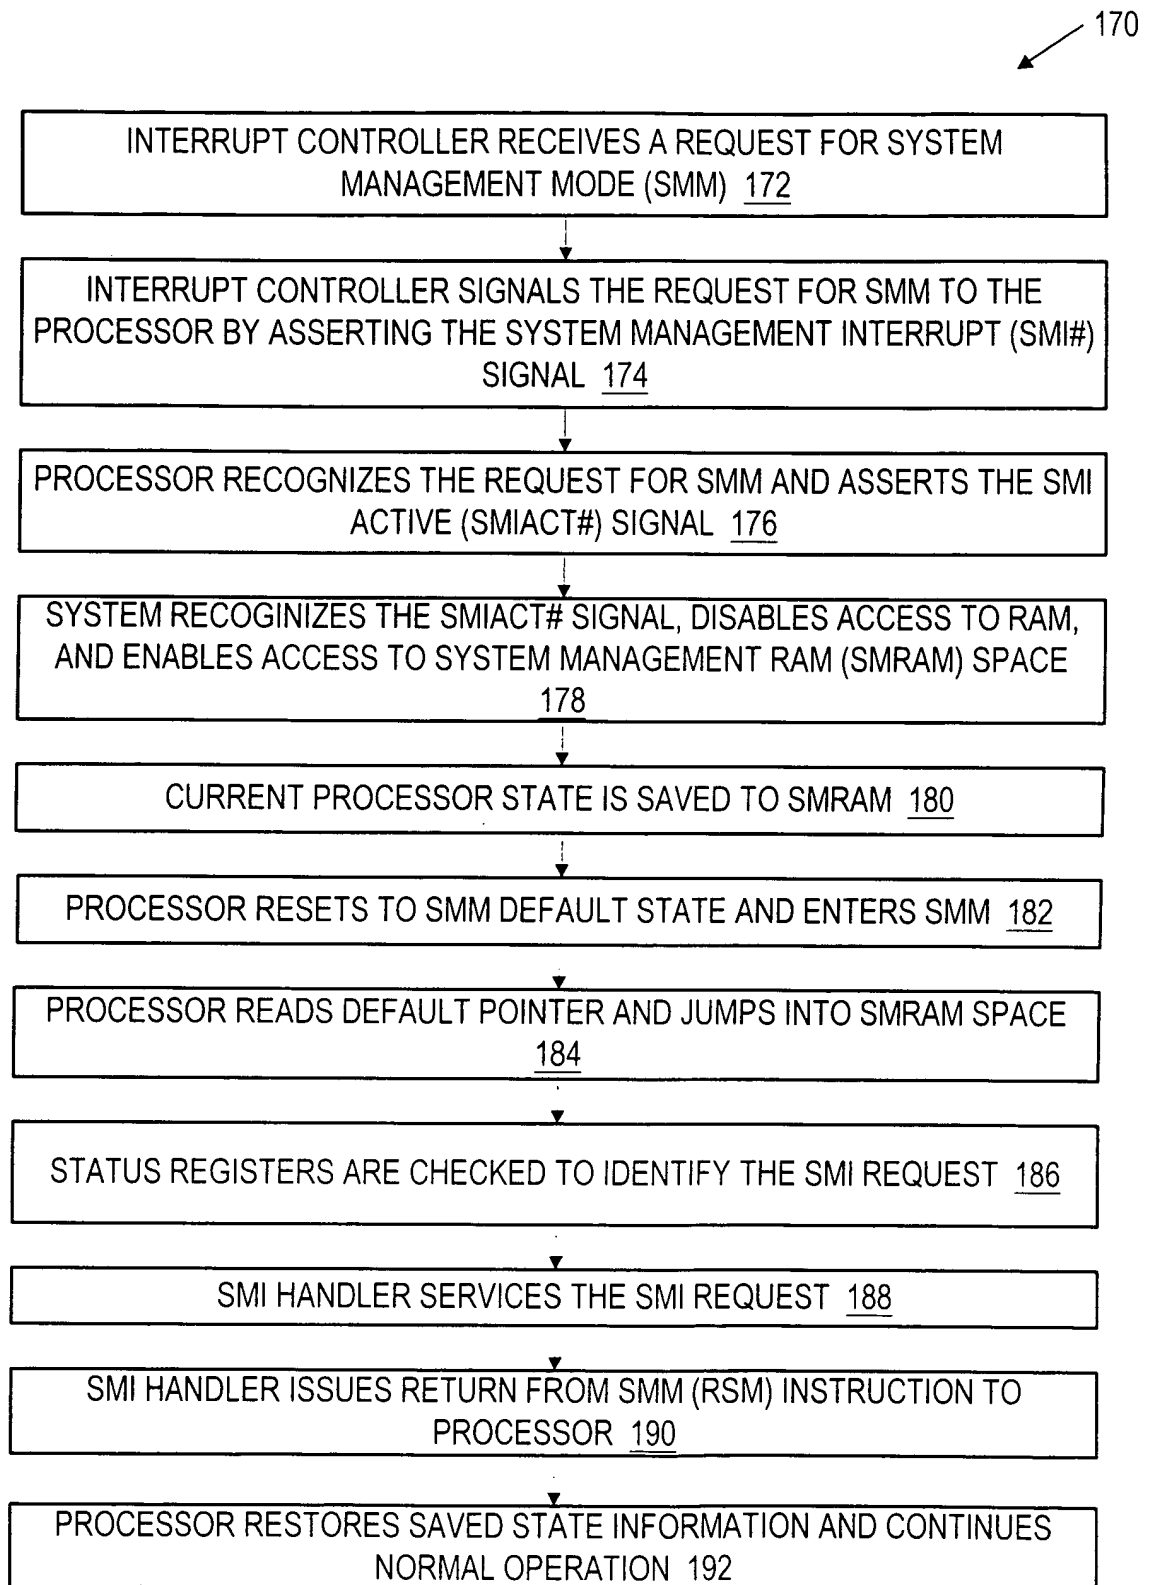 170
INTERRUPT CONTROLLER RECEIVES A REQUEST FOR SYSTEM
MANAGEMENT MODE (SMM) 172
INTERRUPT CONTROLLER SIGNALS THE REQUEST FOR SMM TO THE
PROCESSOR BY ASSERTING THE SYSTEM MANAGEMENT INTERRUPT (SMI#)
SIGNAL 174
PROCESSOR RECOGNIZES THE REQUEST FOR SMM AND ASSERTS THE SMI
ACTIVE (SMIACT#) SIGNAL 176
SYSTEM RECOGINIZES THE SMIACT# SIGNAL, DISABLES ACCESS TO RAM,
AND ENABLES ACCESS TO SYSTEM MANAGEMENT RAM (SMRAM) SPACE
178
CURRENT PROCESSOR STATE IS SAVED TO SMRAM 180
PROCESSOR RESETS TO SMM DEFAULT STATE AND ENTERS SMM 182
PROCESSOR READS DEFAULT POINTER AND JUMPS INTO SMRAM SPACE
184
STATUS REGISTERS ARE CHECKED TO IDENTIFY THE SMI REQUEST 186
SMI HANDLER SERVICES THE SMI REQUEST 188
SMI HANDLER ISSUES RETURN FROM SMM (RSM) INSTRUCTION TO
PROCESSOR 190
PROCESSOR RESTORES SAVED STATE INFORMATION AND CONTINUES
NORMAL OPERATION 192